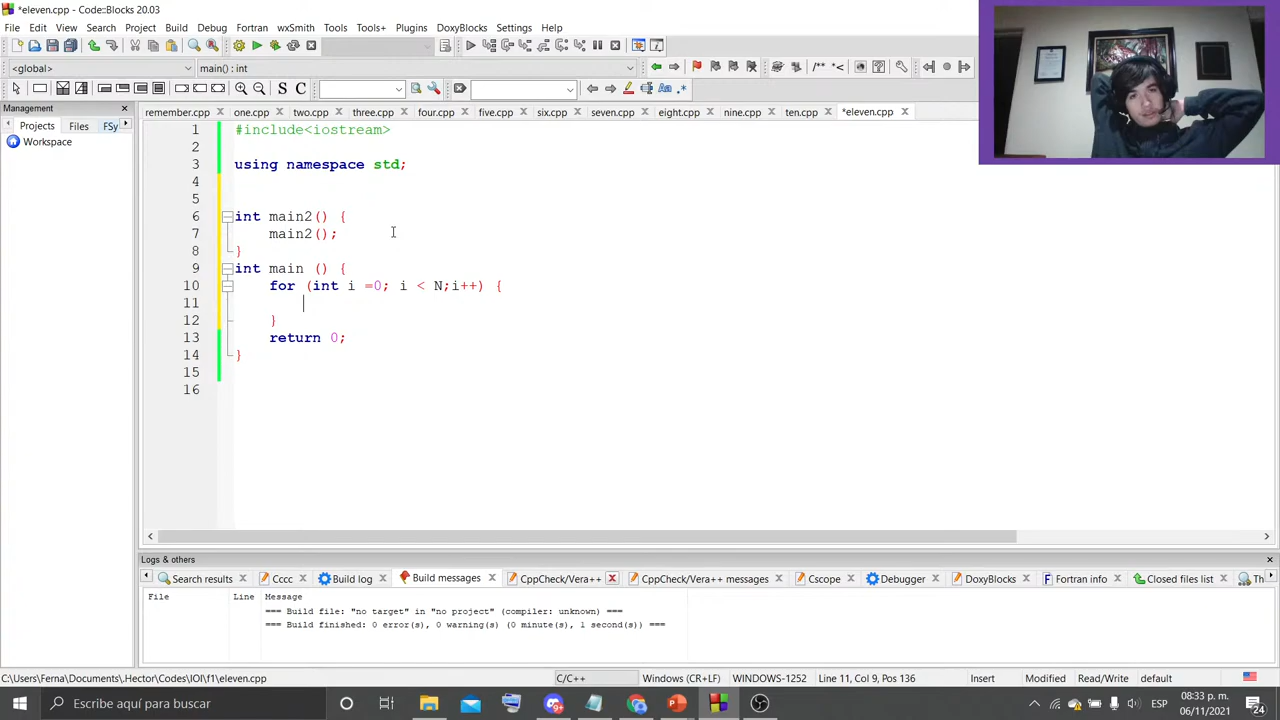 *eleven.cpp - Code::Blocks 20.03
File Edit View Search Project Build Debug Fortran wxSmith Tools Tools+ Plugins DoxyBlocks Settings Help
<global> main() : int
/** *<
S C Aa .*
Management
Projects Files FSy
Workspace
remember.cpp one.cpp two.cpp three.cpp four.cpp five.cpp six.cpp seven.cpp eight.cpp nine.cpp ten.cpp *eleven.cpp
1 #include<iostream>
2
3 using namespace std;
4
5
6 int main2() {
7 main2();
8 }
9 int main () {
10 for (int i =0; i < N;i++) {
11
12 }
13 return 0;
14 }
15
16
Logs & others
Search results Cccc Build log Build messages CppCheck/Vera++ CppCheck/Vera++ messages Cscope Debugger DoxyBlocks Fortran info Closed files list Th
File Line Message
=== Build file: "no target" in "no project" (compiler: unknown) ===
=== Build finished: 0 error(s), 0 warning(s) (0 minute(s), 1 second(s)) ===
C:\Users\Ferna\Documents\.Hector\Codes\IOI\f1\eleven.cpp C/C++ Windows (CR+LF) WINDOWS-1252 Line 11, Col 9, Pos 136 Insert Modified Read/Write default
Escribe aquí para buscar
ESP
08:33 p. m.
06/11/2021
24